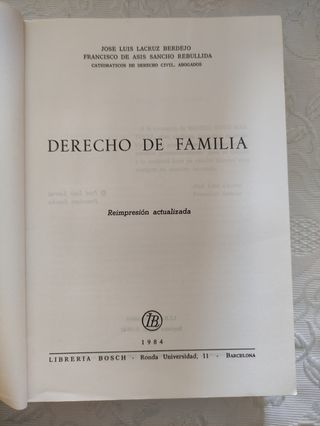 JOSE LUIS LACRUZ BERDEJO
FRANCISCO DE ASIS SANCHO REBULLIDA
CATEDRATICOS DE DERECHO CIVIL. ABOGADOS
DERECHO DE FAMILIA
Reimpresión actualizada
LB
1984
LIBRERIA BOSCH - Ronda Universidad, 11 - BARCELONA